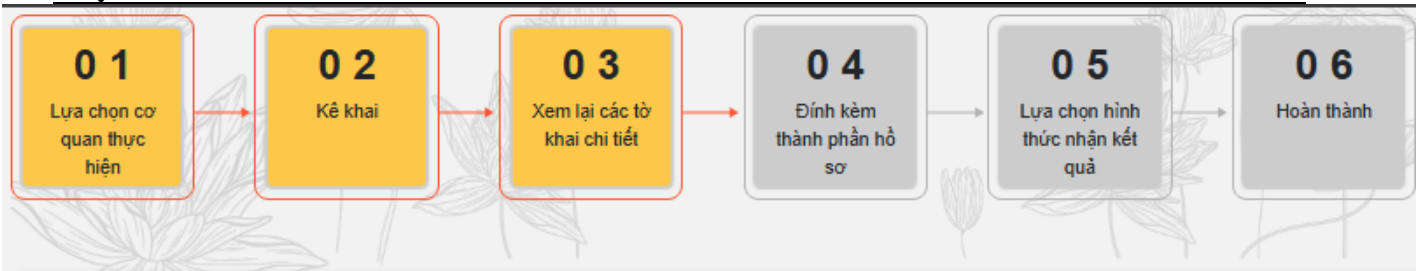 0 1
Lựa chọn cơ
quan thực
hiện
0 2
Kê khai
0 3
Xem lại các tờ
khai chi tiết
0 4
Đính kèm
thành phần hồ
sơ
0 5
Lựa chọn hình
thức nhận kết
quả
0 6
Hoàn thành